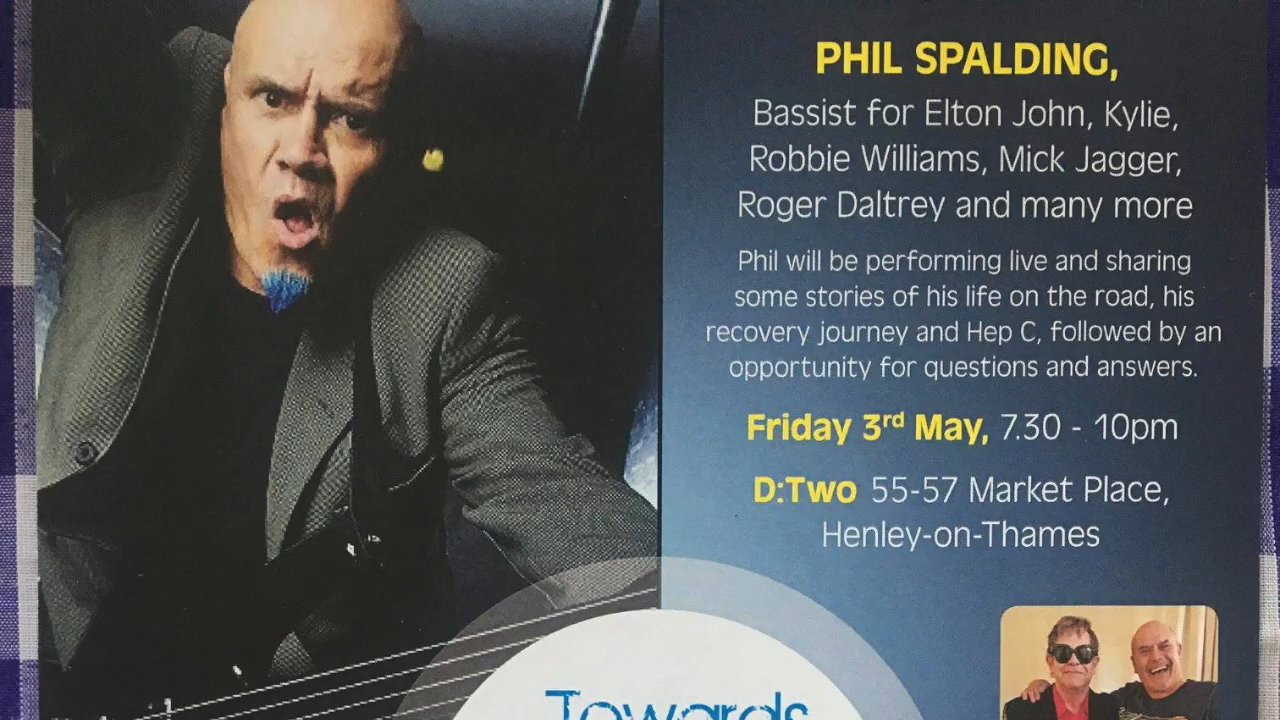 PHIL SPALDING,
Bassist for Elton John, Kylie,
Robbie Williams, Mick Jagger,
Roger Daltrey and many more
Phil will be performing live and sharing
some stories of his life on the road, his
recovery journey and Hep C, followed by an
opportunity for questions and answers.
Friday 3rd May, 7.30 - 10pm
D:Two 55-57 Market Place,
Henley-on-Thames
Towards